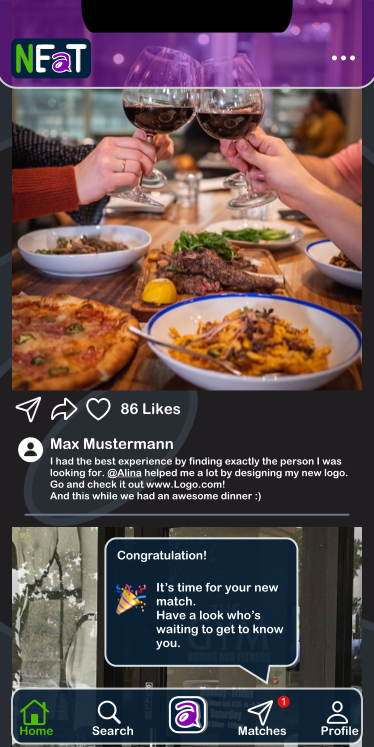 NEaT
86 Likes
Max Mustermann
I had the best experience by finding exactly the person I was
looking for. @Alina helped me a lot by designing my new logo.
Go and check it out www.Logo.com!
And this while we had an awesome dinner :)
Congratulation!
It's time for your new
match.
Have a look who's
waiting to get to know
you.
a
1
Home
Search
Matches
Profile